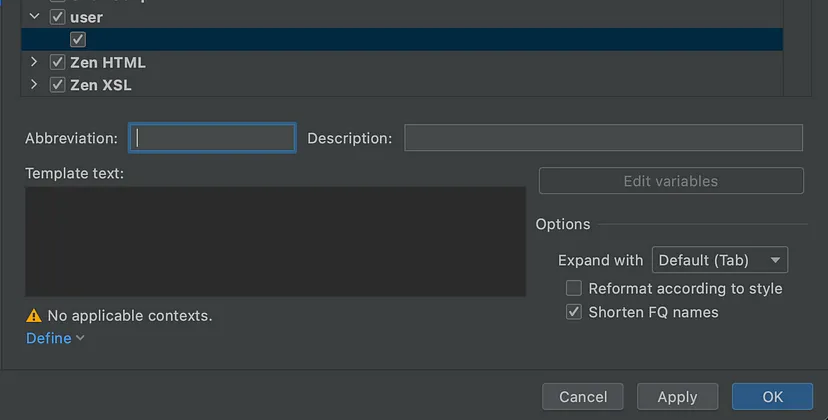 user
Zen HTML
Zen XSL
Abbreviation:
Description:
Template text:
Edit variables
Options
Expand with Default (Tab)
Reformat according to style
Shorten FQ names
No applicable contexts.
Define
Cancel
Apply
OK